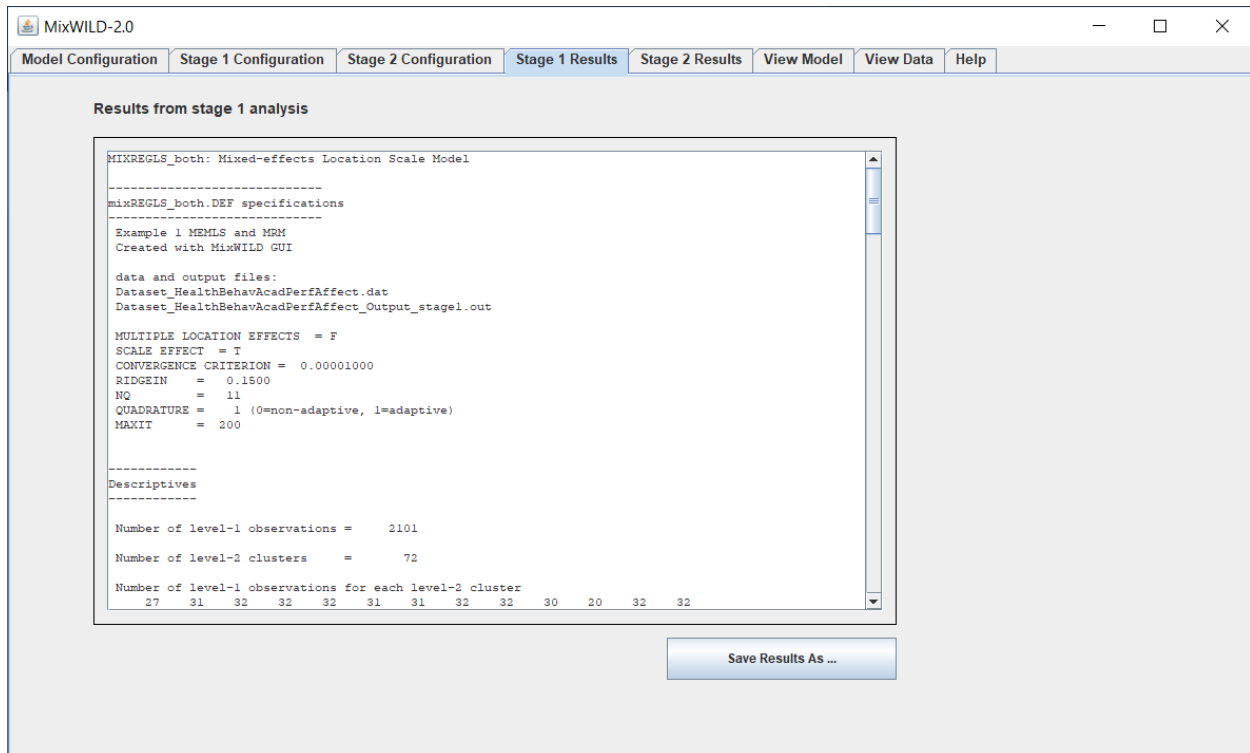 MixWILD-2.0
Model Configuration Stage 1 Configuration Stage 2 Configuration Stage 1 Results Stage 2 Results View Model View Data Help
Results from stage 1 analysis
MIXREGLS_both: Mixed-effects Location Scale Model
-----------------------------
mixREGLS_both.DEF specifications
-----------------------------
Example 1 MEMLS and MRM
Created with MixWILD GUI
data and output files:
Dataset_HealthBehavAcadPerfAffect.dat
Dataset_HealthBehavAcadPerfAffect_Output_stage1.out
MULTIPLE LOCATION EFFECTS = F
SCALE EFFECT = T
CONVERGENCE CRITERION = 0.00001000
RIDGEIN = 0.1500
NQ = 11
QUADRATURE = 1 (0=non-adaptive, 1=adaptive)
MAXIT = 200
------------
Descriptives
------------
Number of level-1 observations = 2101
Number of level-2 clusters = 72
Number of level-1 observations for each level-2 cluster
27 31 32 32 32 31 31 32 32 30 20 32 32
Save Results As ...